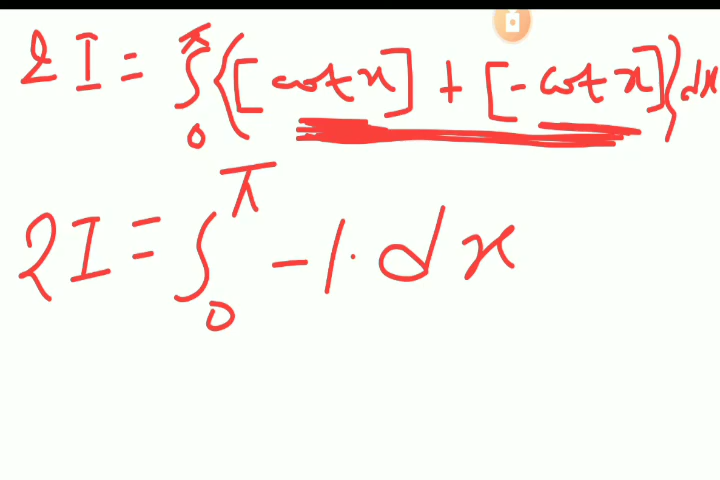 2I = ∫₀^π {[cot x] + [-cot x]} dx
2I = ∫₀^π -1·dx